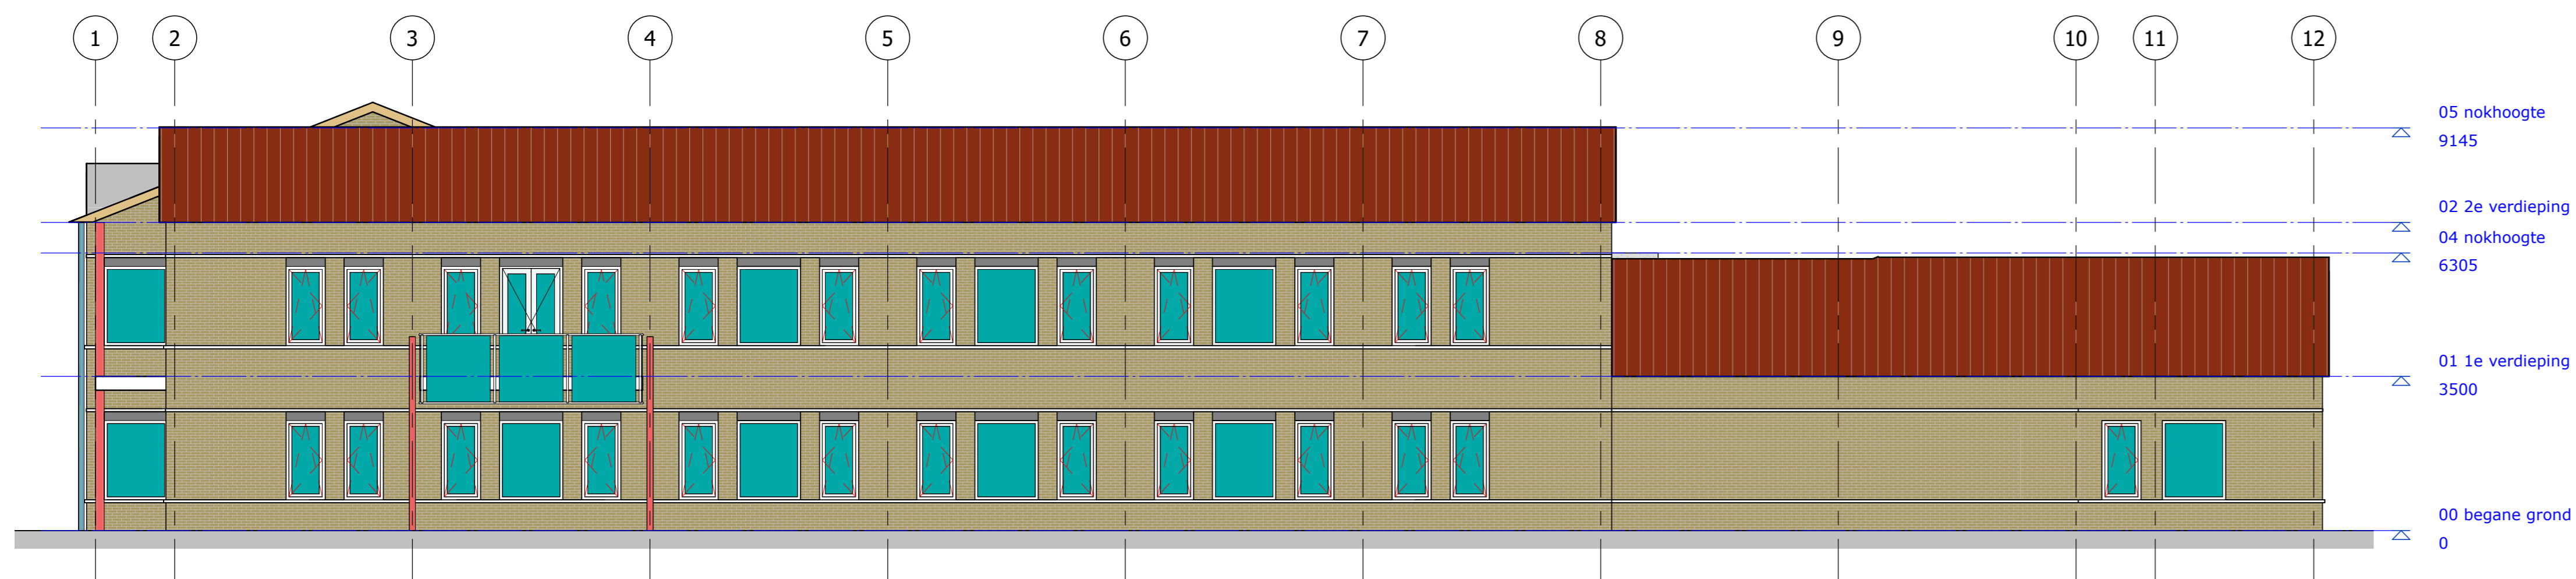 1 2 3 4 5 6 7 8 9 10 11 12
05 nokhoogte
9145
02 2e verdieping
04 nokhoogte
6305
01 1e verdieping
3500
00 begane grond
0